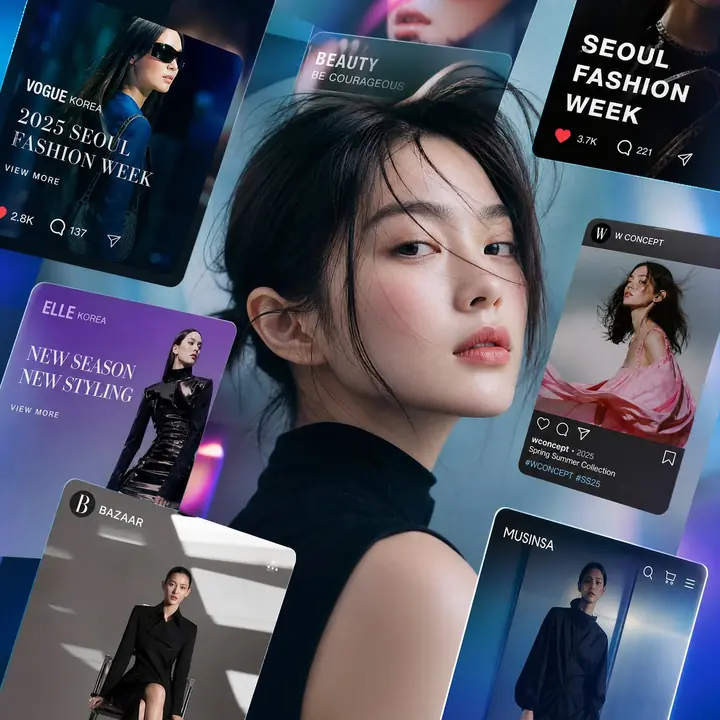 BEAUTY
BE COURAGEOUS
VOGUE KOREA
2025 SEOUL
FASHION WEEK
VIEW MORE
2.8K 137
SEOUL
FASHION
WEEK
3.7K 221
W W CONCEPT
wconcept • 2025
Spring Summer Collection
#WCONCEPT #SS25
ELLE KOREA
NEW SEASON
NEW STYLING
VIEW MORE
B BAZAAR
MUSINSA